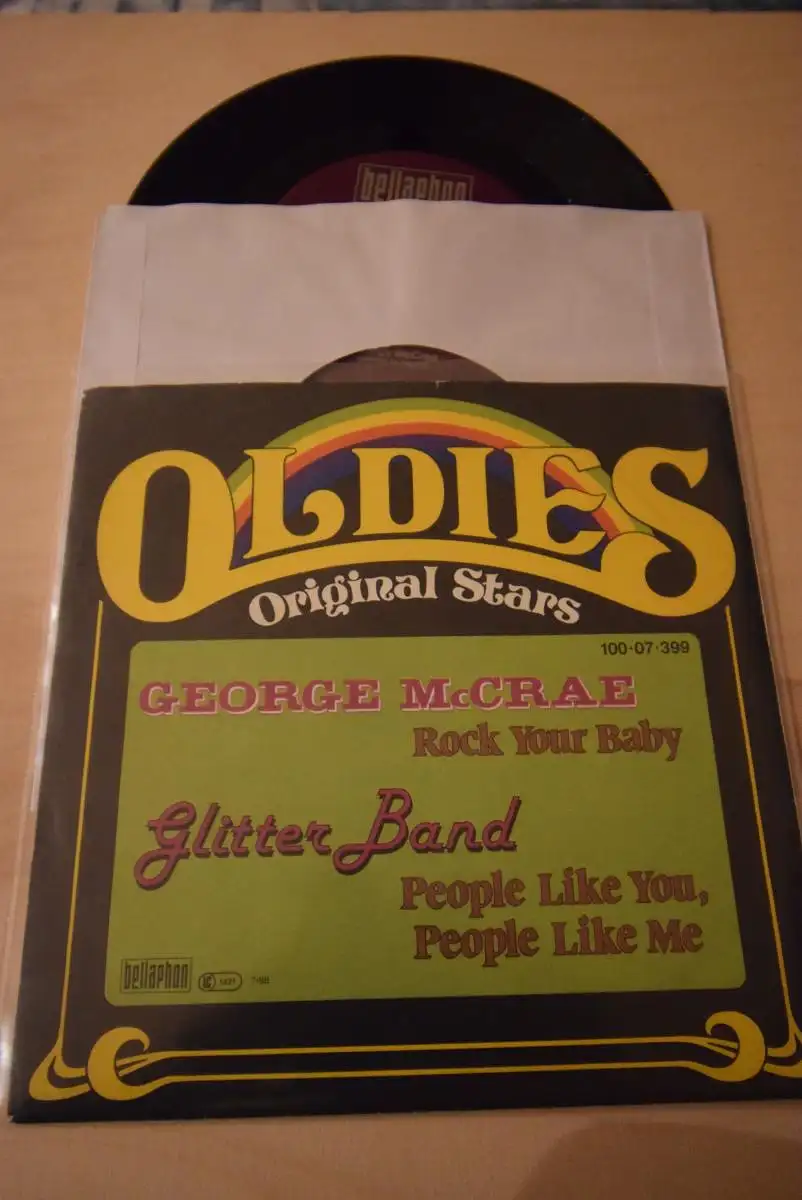 bellaphon
OLDIES
Original Stars
100·07·399
GEORGE McCRAE
Rock Your Baby
Glitter Band
People Like You,
People Like Me
bellaphon